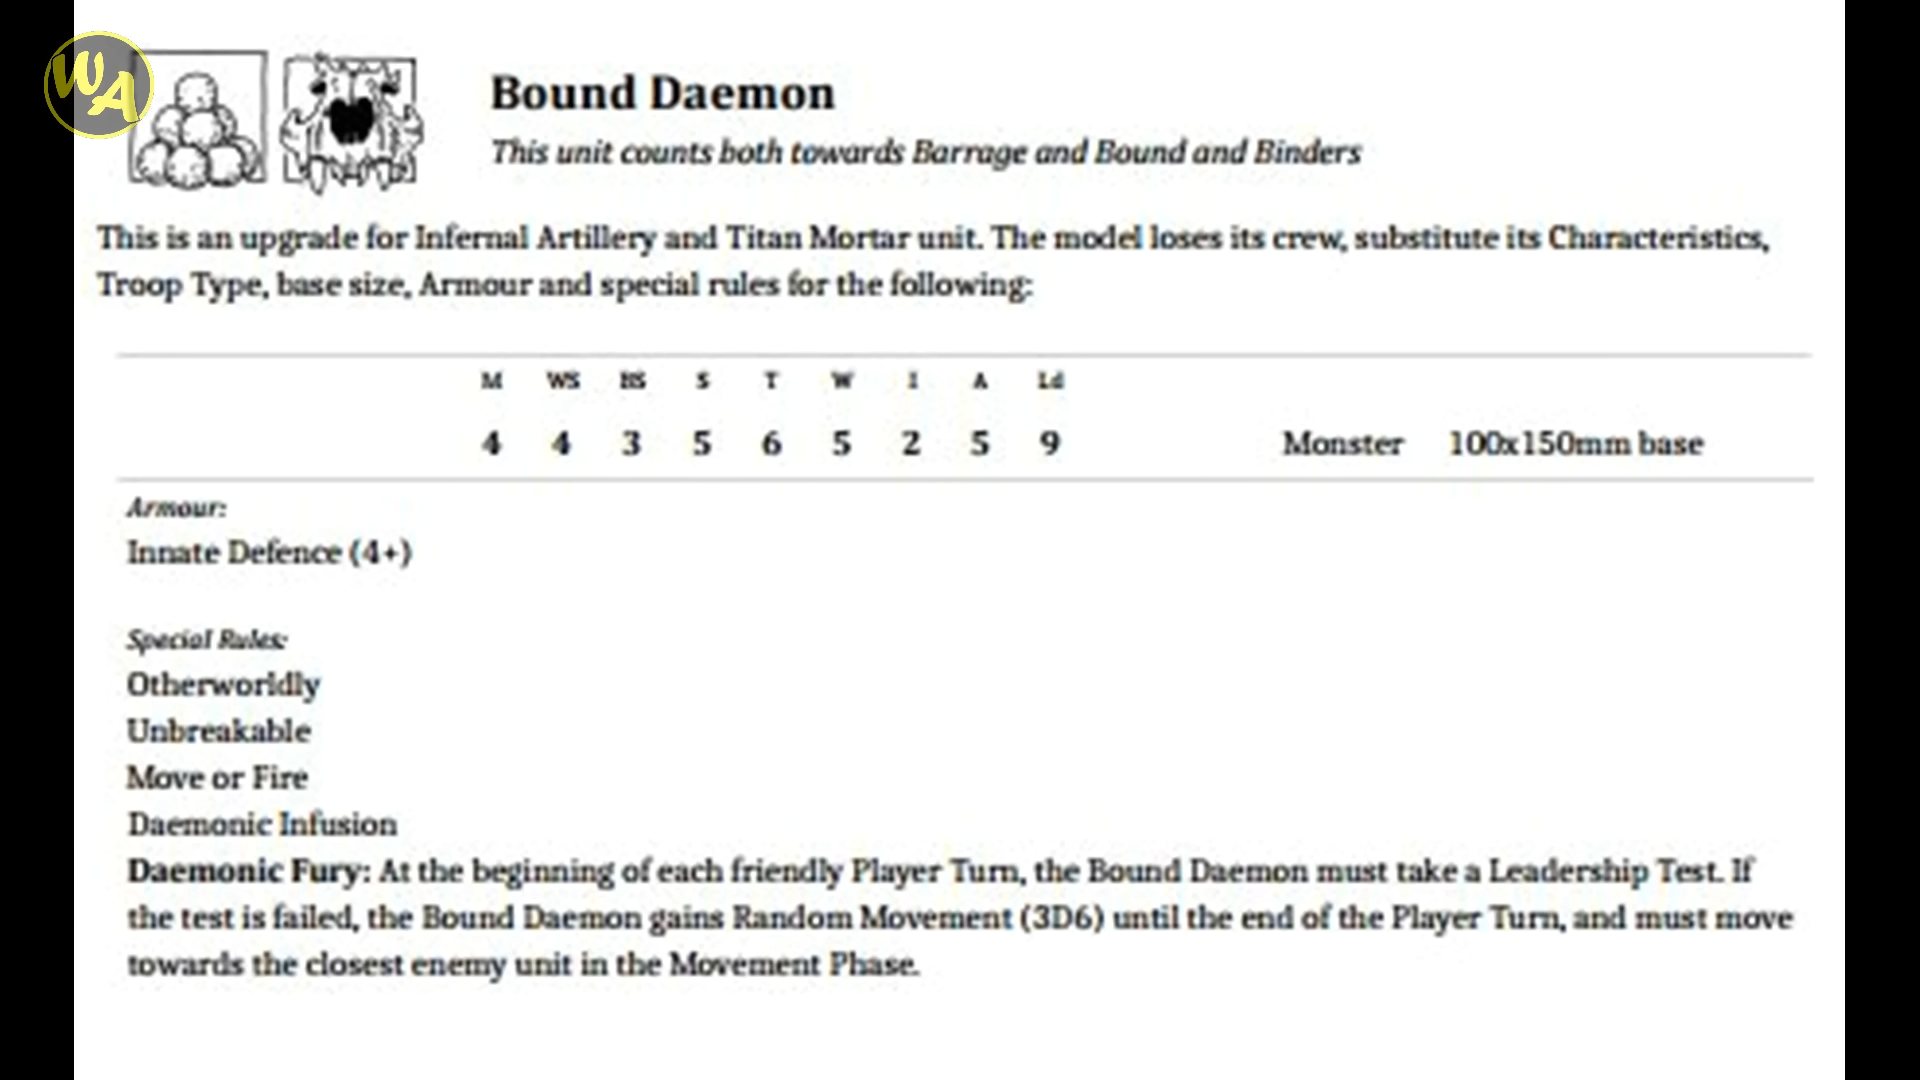 WA
Bound Daemon
This unit counts both towards Barrage and Bound and Binders
This is an upgrade for Infernal Artillery and Titan Mortar unit. The model loses its crew, substitute its Characteristics,
Troop Type, base size, Armour and special rules for the following:
M WS BS S T W I A Ld
4 4 3 5 6 5 2 5 9 Monster 100x150mm base
Armour:
Innate Defence (4+)
Special Rules:
Otherworldly
Unbreakable
Move or Fire
Daemonic Infusion
Daemonic Fury: At the beginning of each friendly Player Turn, the Bound Daemon must take a Leadership Test. If
the test is failed, the Bound Daemon gains Random Movement (3D6) until the end of the Player Turn, and must move
towards the closest enemy unit in the Movement Phase.